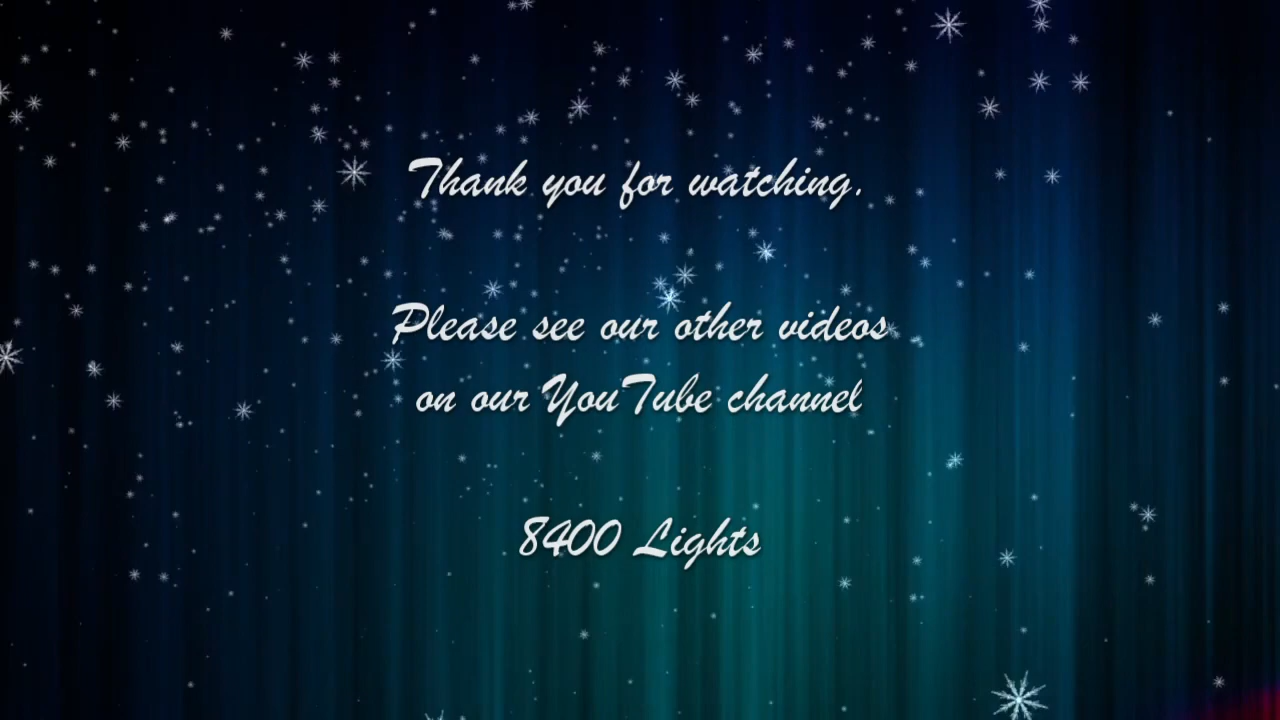 Thank you for watching.
Please see our other videos
on our YouTube channel
8400 Lights